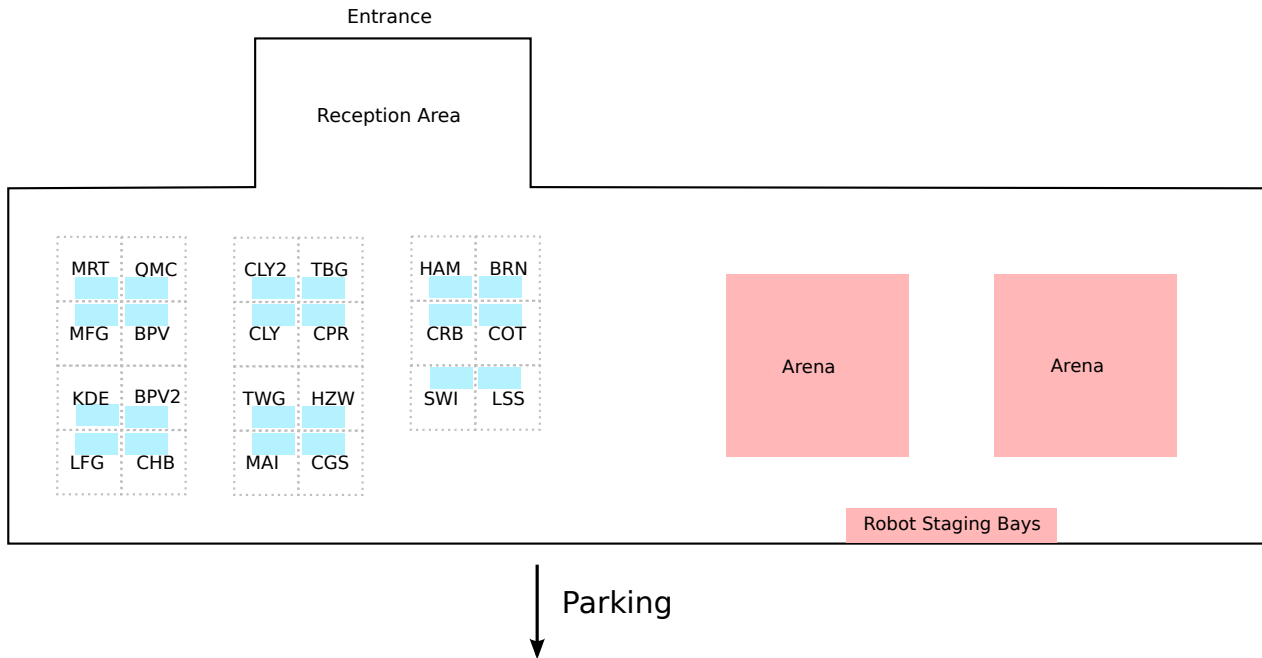 Entrance
Reception Area
MRT QMC CLY2 TBG HAM BRN
MFG BPV CLY CPR CRB COT
Arena Arena
KDE BPV2 TWG HZW SWI LSS
LFG CHB MAI CGS
Robot Staging Bays
Parking